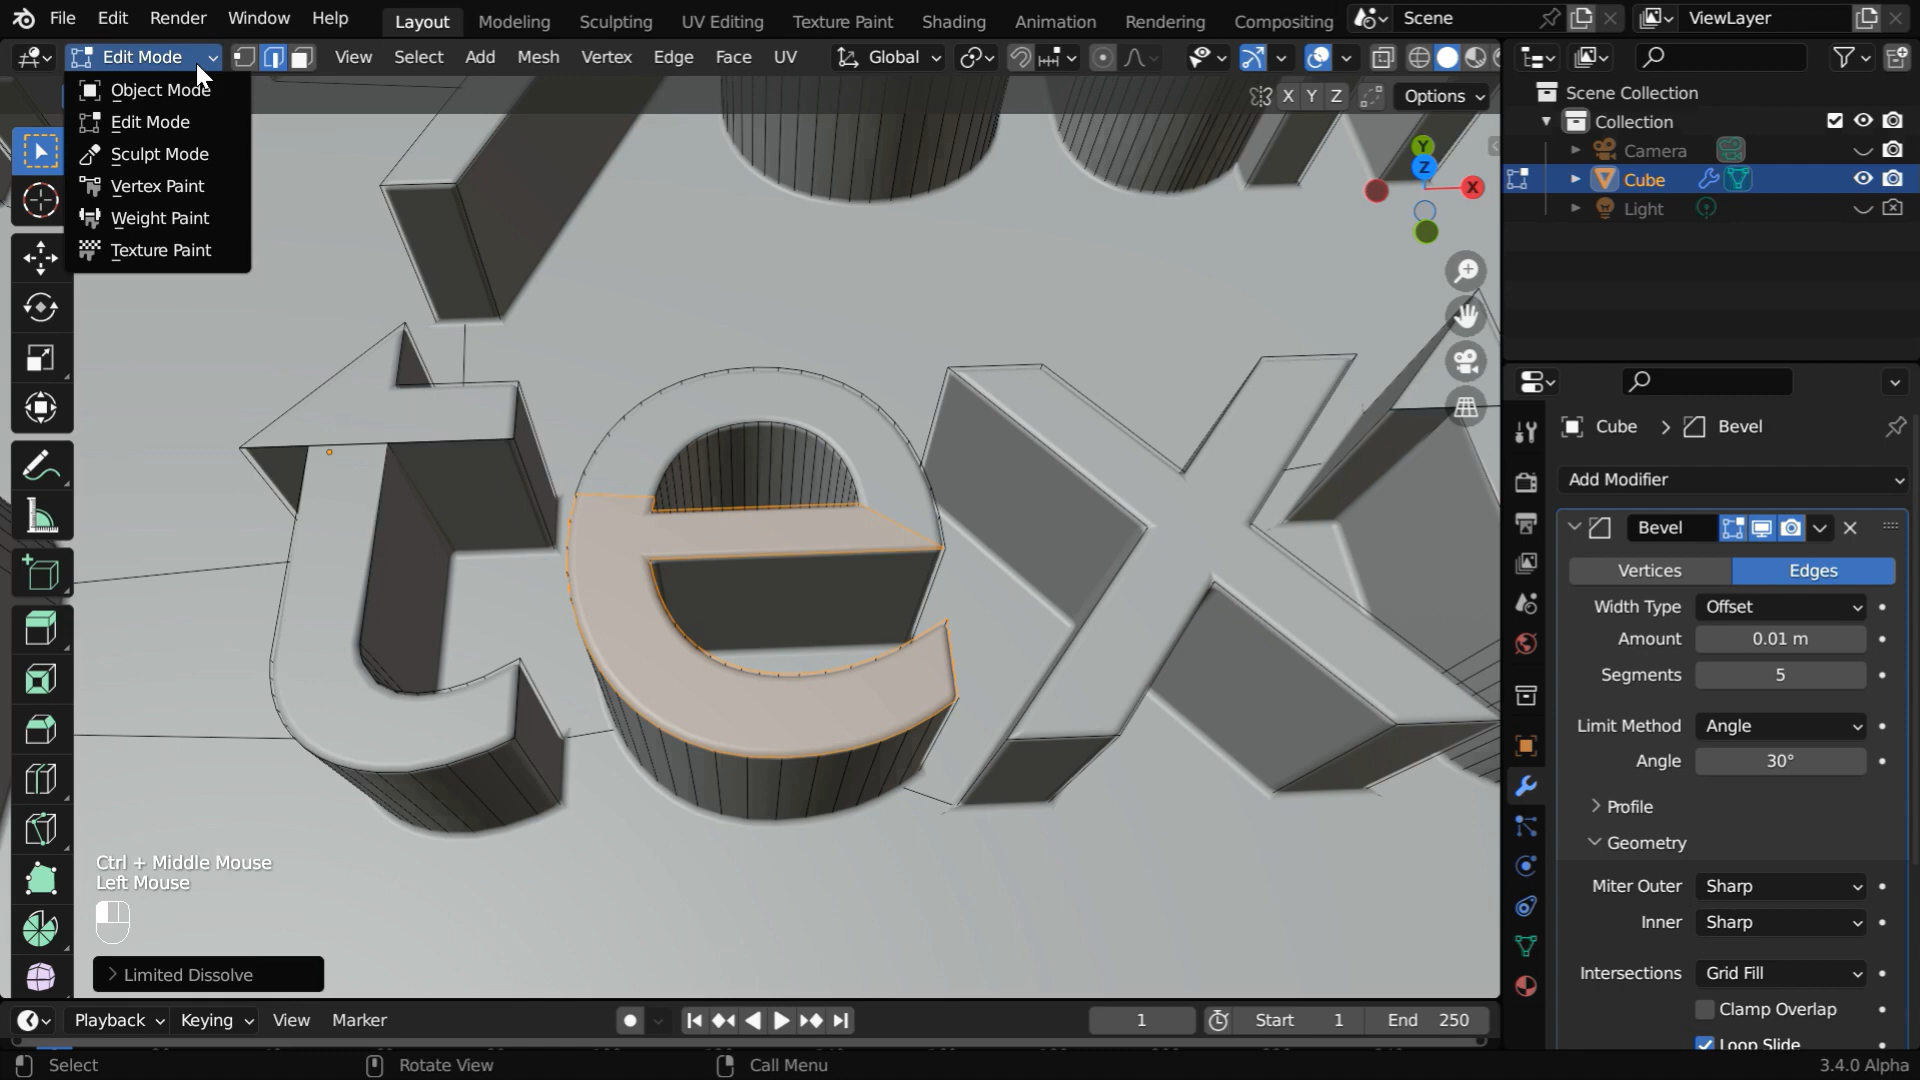 File Edit Render Window Help Layout Modeling Sculpting UV Editing Texture Paint Shading Animation Rendering Compositing Scene ViewLayer
Edit Mode View Select Add Mesh Vertex Edge Face UV Global
X Y Z Options
Object Mode
Edit Mode
Sculpt Mode
Vertex Paint
Weight Paint
Texture Paint
Y
Z
X
tex
Ctrl + Middle Mouse
Left Mouse
Limited Dissolve
Scene Collection
Collection
Camera
Cube
Light
Cube > Bevel
Add Modifier
Bevel
Vertices Edges
Width Type Offset
Amount 0.01 m
Segments 5
Limit Method Angle
Angle 30°
Profile
Geometry
Miter Outer Sharp
Inner Sharp
Intersections Grid Fill
Clamp Overlap
Loop Slide
Playback Keying View Marker 1 Start 1 End 250
Select Rotate View Call Menu 3.4.0 Alpha